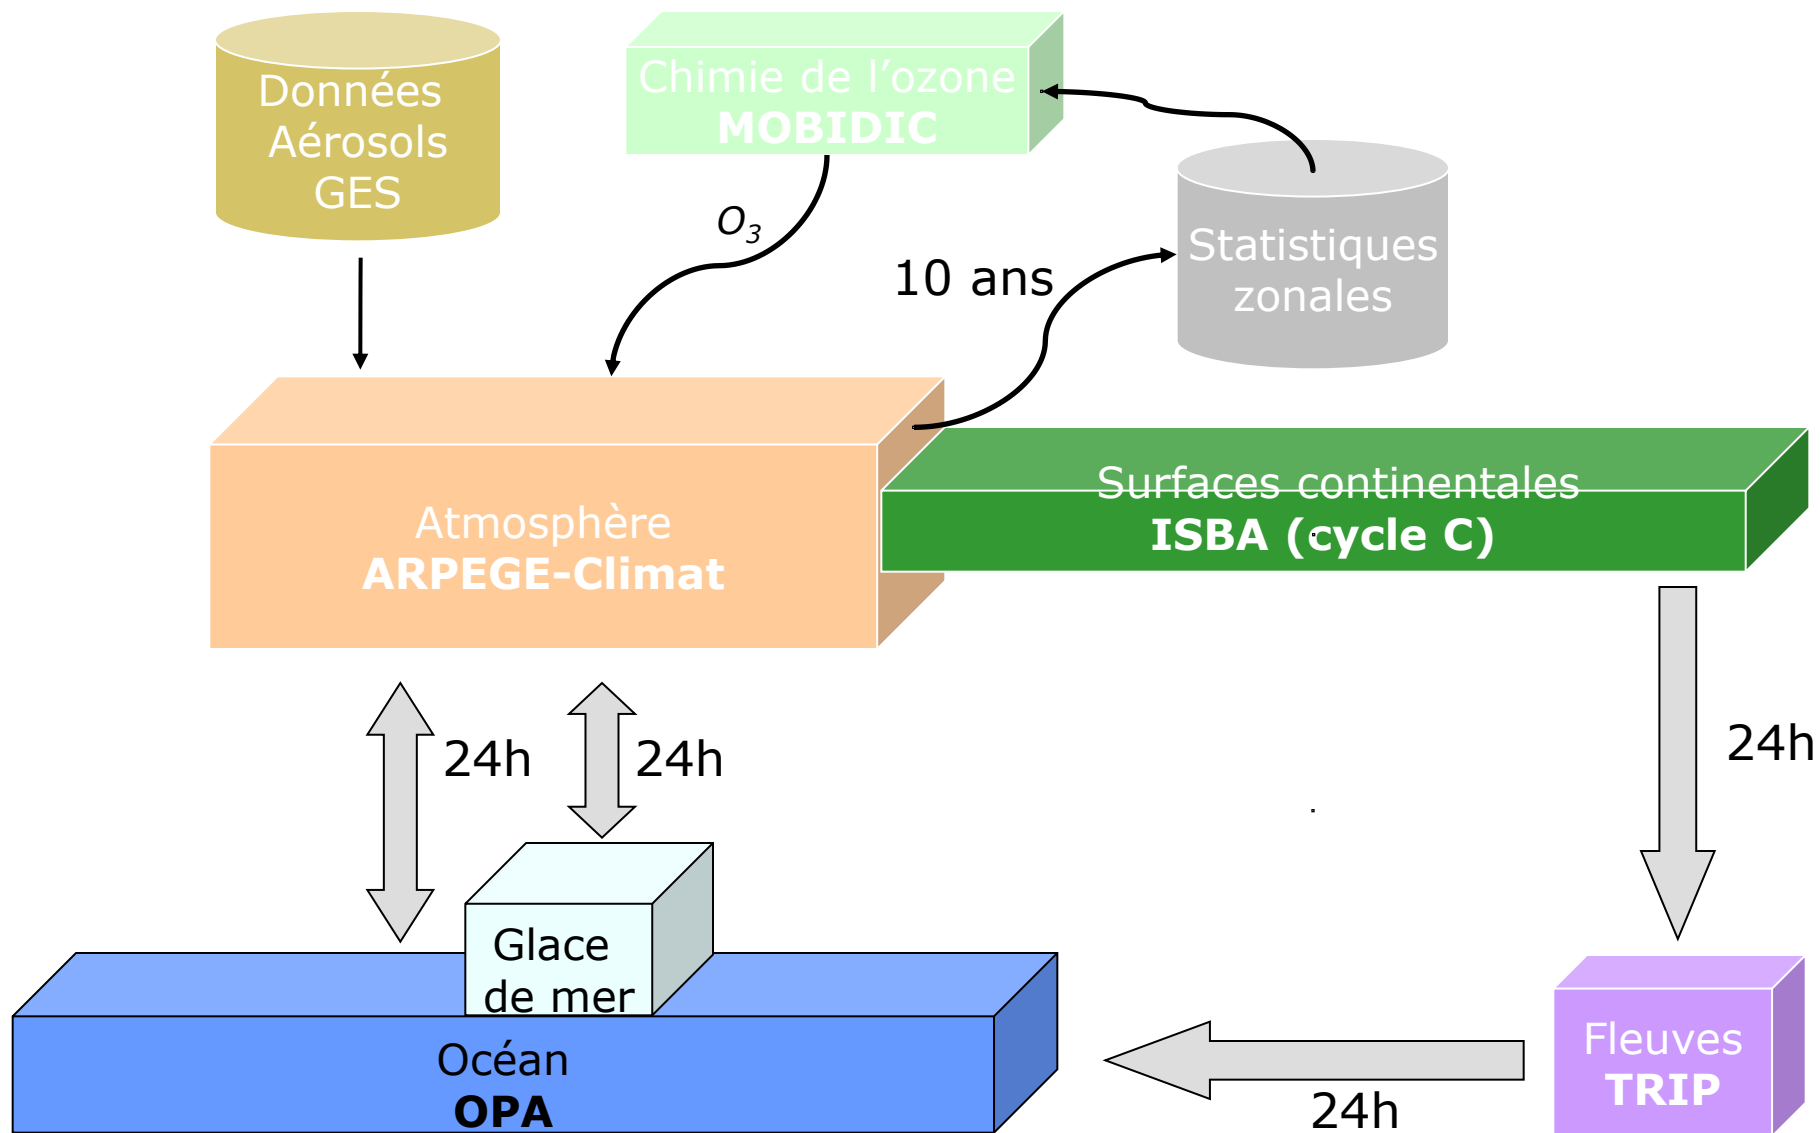 Données
Aérosols
GES
Chimie de l’ozone
MOBIDIC
O3
10 ans
Statistiques
zonales
Atmosphère
ARPEGE-Climat
Surfaces continentales
ISBA (cycle C)
24h
24h
24h
Glace
de mer
Océan
OPA
24h
Fleuves
TRIP